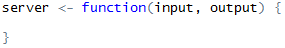 server <- function(input, output) {
}